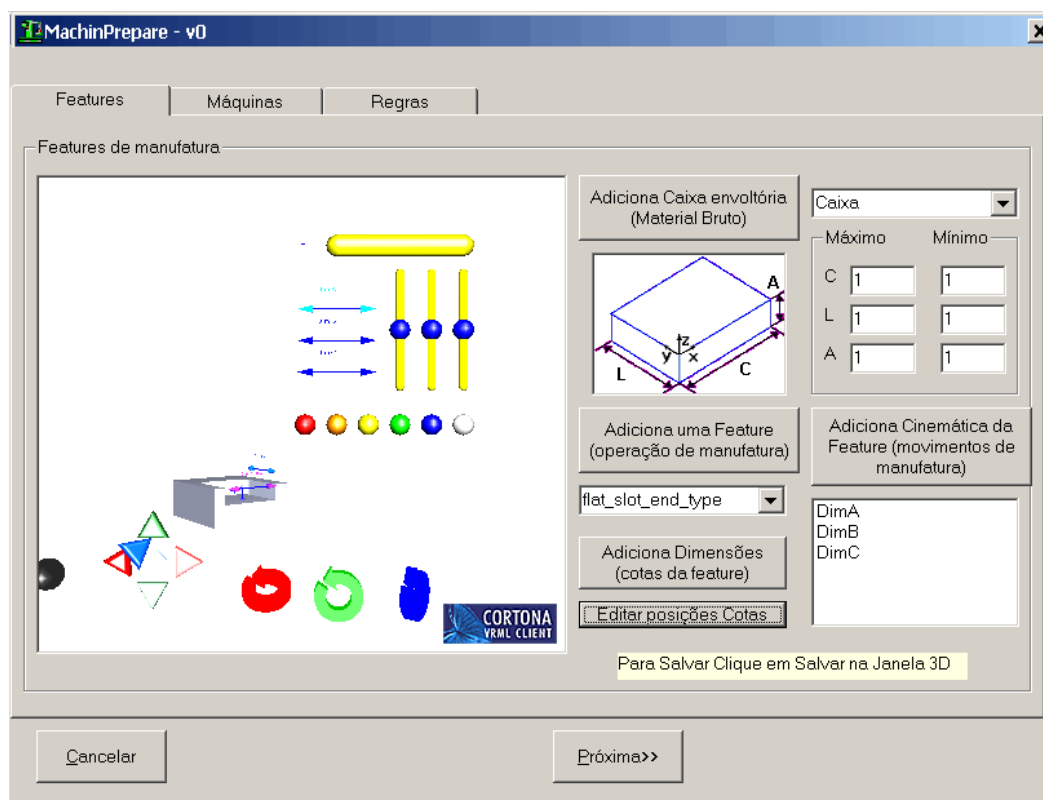 MachinPrepare - v0
Features
Máquinas
Regras
Features de manufatura
CORTONA
VRML CLIENT
Adiciona Caixa envoltória
(Material Bruto)
A
z
y x
L
C
Caixa
Máximo Mínimo
C 1 1
L 1 1
A 1 1
Adiciona uma Feature
(operação de manufatura)
Adiciona Cinemática da
Feature (movimentos de
manufatura)
flat_slot_end_type
DimA
DimB
DimC
Adiciona Dimensões
(cotas da feature)
Editar posições Cotas
Para Salvar Clique em Salvar na Janela 3D
Cancelar
Próxima>>